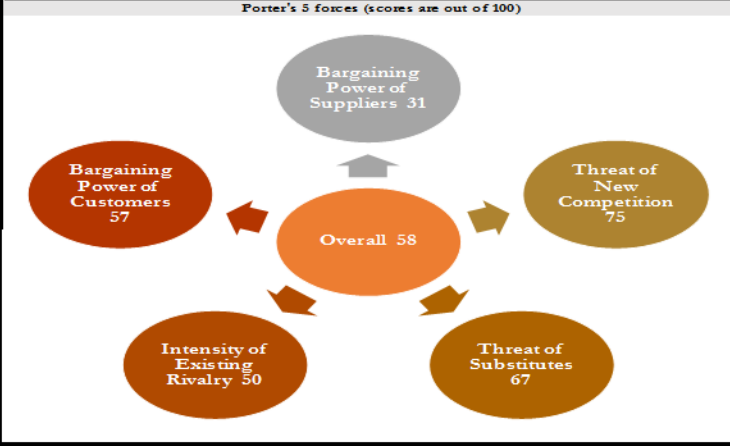 Porter's 5 forces (scores are out of 100)
Bargaining
Power of
Suppliers 31
Bargaining
Power of
Customers
57
Threat of
New
Competition
75
Overall 58
Intensity of
Existing
Rivalry 50
Threat of
Substitutes
67